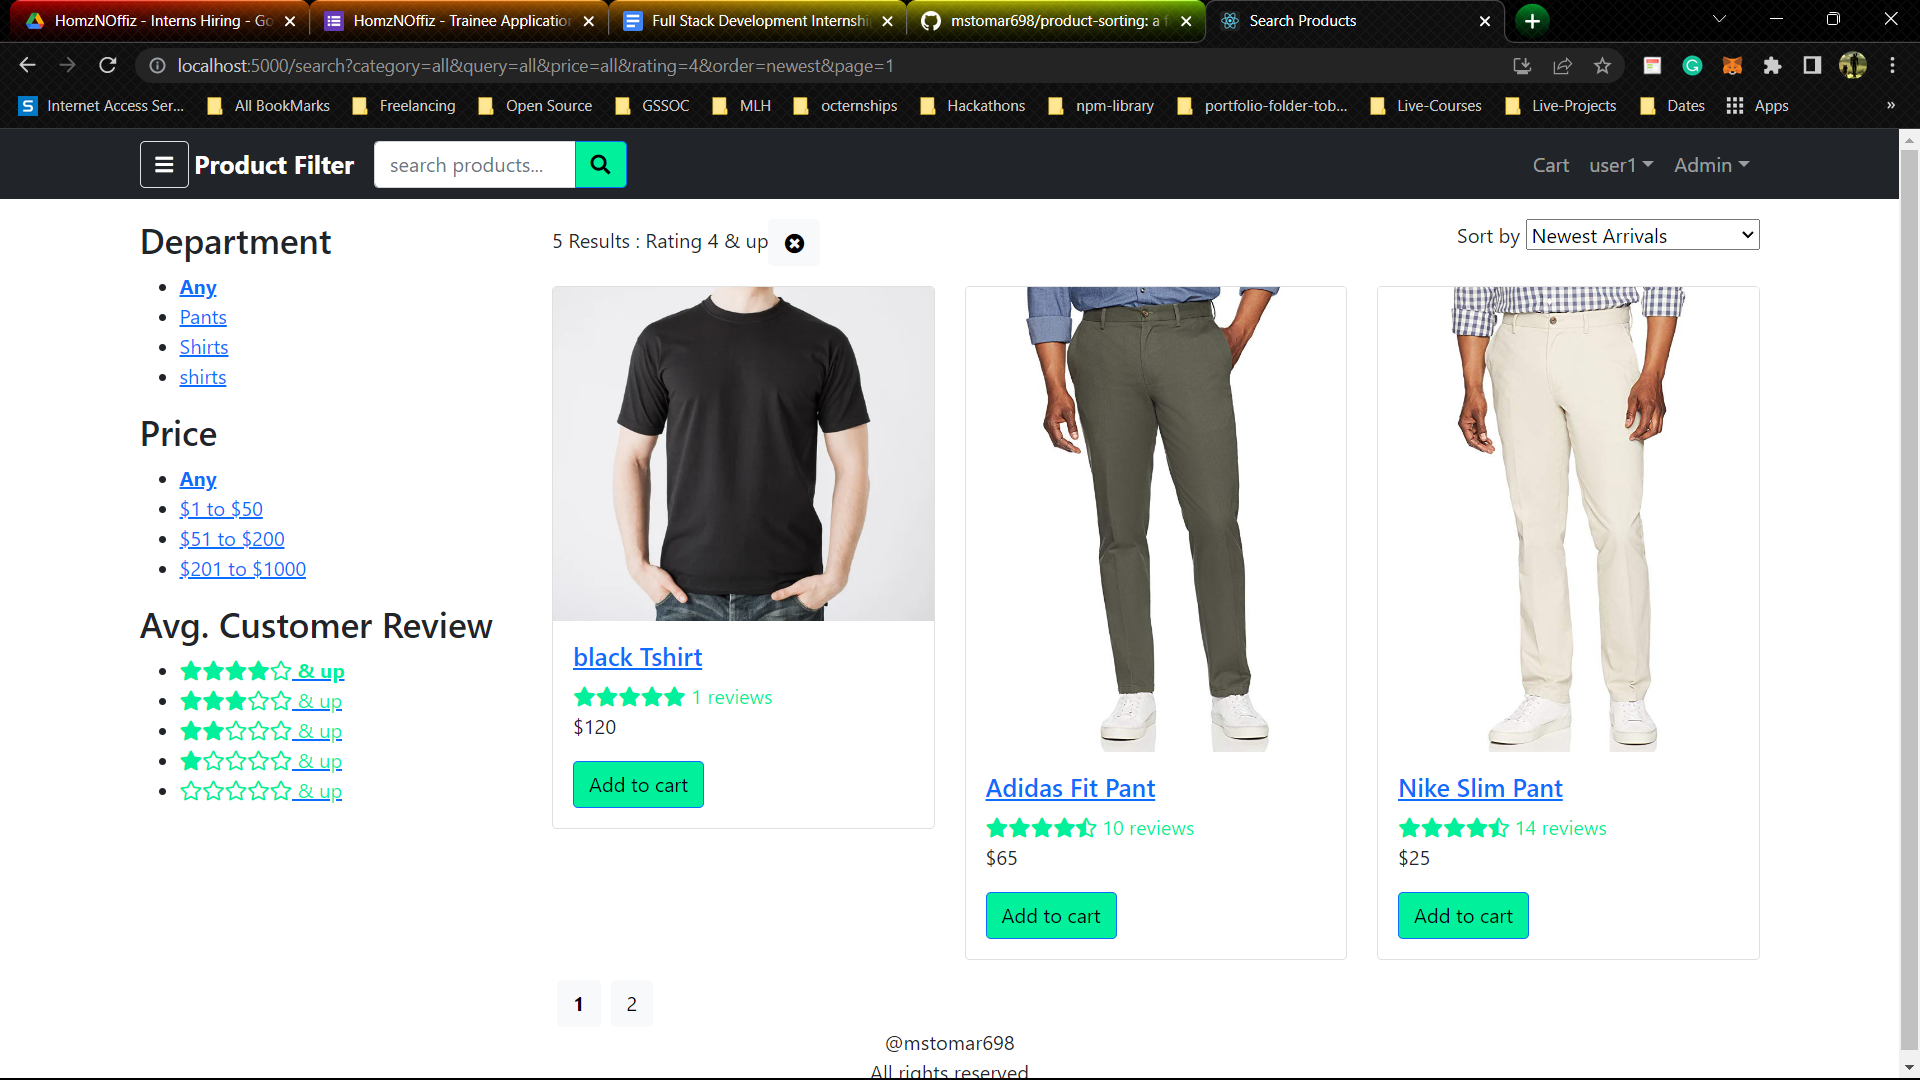 HomzNOffiz - Interns Hiring - Go
HomzNOffiz - Trainee Application
Full Stack Development Internshi
mstomar698/product-sorting: a f
Search Products
localhost:5000/search?category=all&query=all&price=all&rating=4&order=newest&page=1
S Internet Access Ser...
All BookMarks
Freelancing
Open Source
GSSOC
MLH
octernships
Hackathons
npm-library
portfolio-folder-tob...
Live-Courses
Live-Projects
Dates
Apps
»
Product Filter
search products...
Cart
user1
Admin
Department
Any
Pants
Shirts
shirts
Price
Any
$1 to $50
$51 to $200
$201 to $1000
Avg. Customer Review
& up
& up
& up
& up
& up
5 Results : Rating 4 & up
Sort by Newest Arrivals
black Tshirt
1 reviews
$120
Add to cart
Adidas Fit Pant
10 reviews
$65
Add to cart
Nike Slim Pant
14 reviews
$25
Add to cart
1 2
@mstomar698
All rights reserved